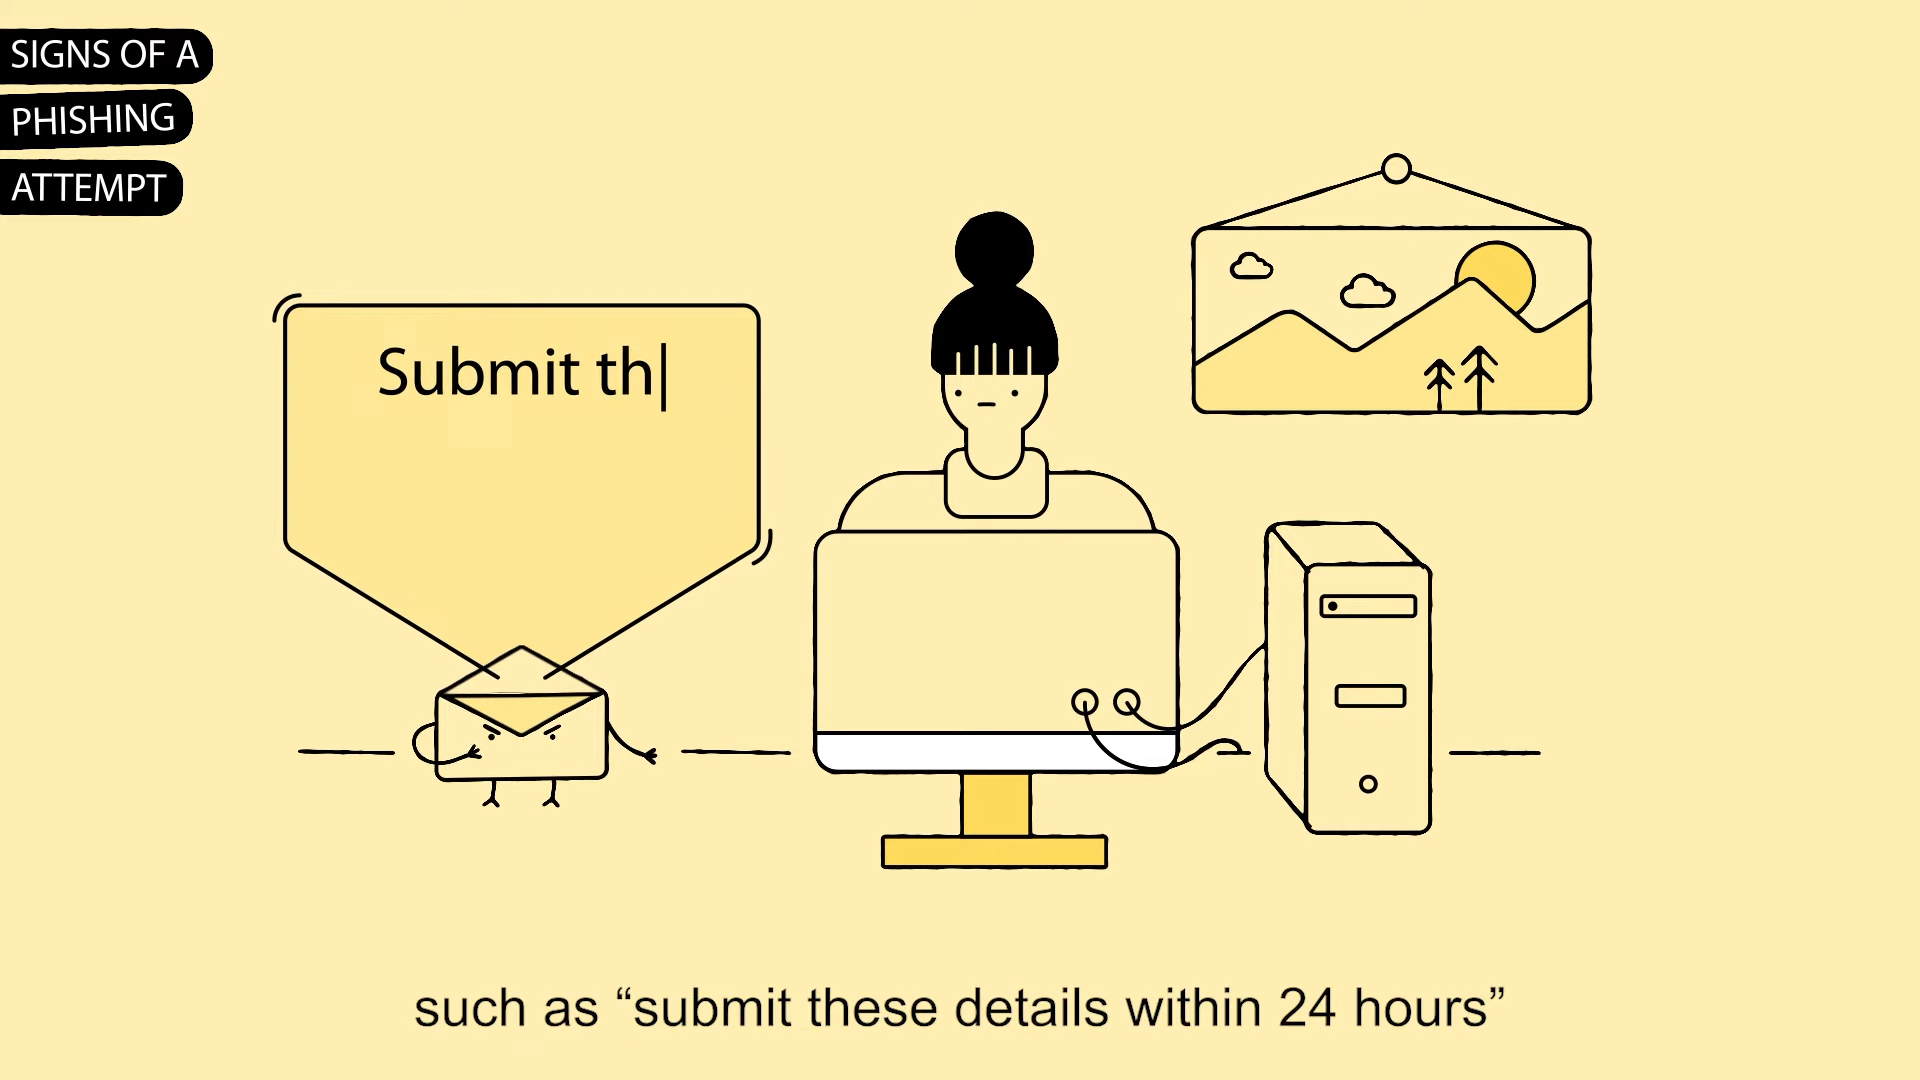 SIGNS OF A
PHISHING
ATTEMPT
Submit th|
such as “submit these details within 24 hours”